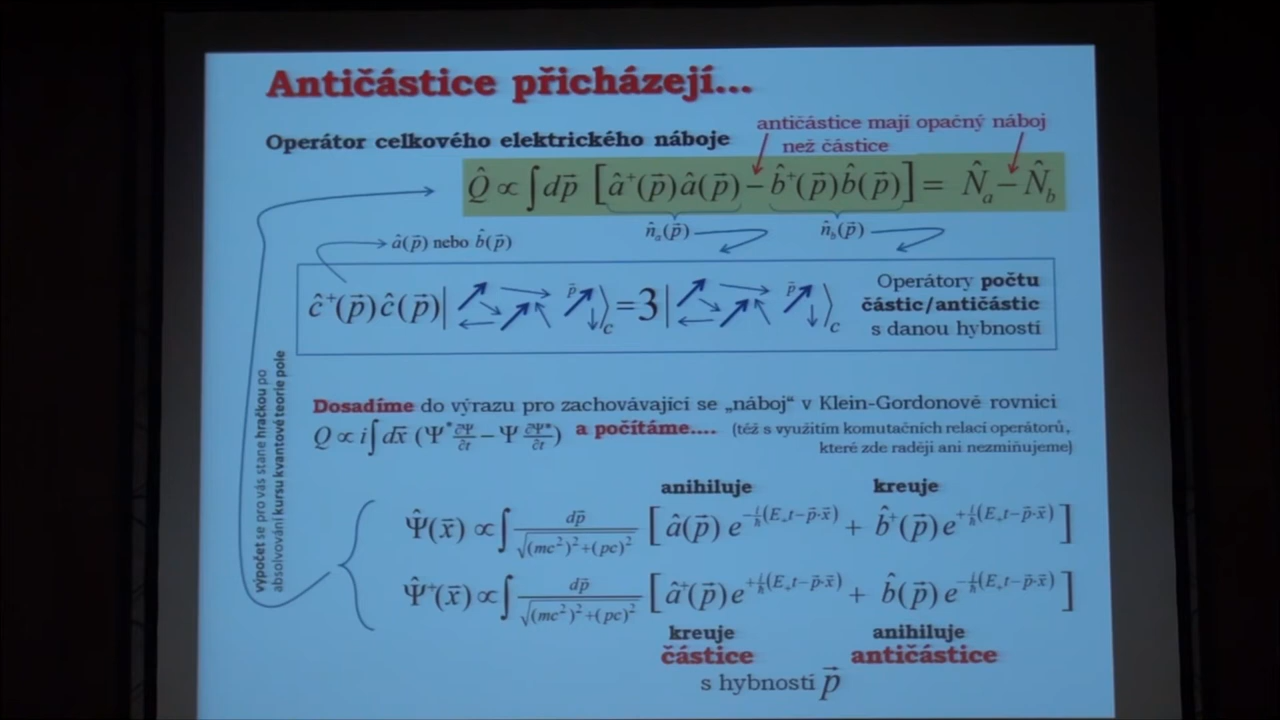 Antičástice přicházejí...
antičástice mají opačný náboj
než částice
Operátor celkového elektrického náboje
Q̂ ∝ ∫dp⃗ [â⁺(p⃗)â(p⃗) − b̂⁺(p⃗)b̂(p⃗)] = N̂ₐ − N̂_b
n̂ₐ(p⃗) n̂_b(p⃗)
â(p⃗) nebo b̂(p⃗)
ĉ⁺(p⃗)ĉ(p⃗)| p⃗ ⟩_c = 3| p⃗ ⟩_c
Operátory počtu
částic/antičástic
s danou hybností
výpočet se pro vás stane hračkou po
absolvování kursu kvantové teorie pole
Dosadíme do výrazu pro zachovávající se „náboj“ v Klein-Gordonově rovnici
Q ∝ i∫dx⃗ (Ψ* ∂Ψ/∂t − Ψ ∂Ψ*/∂t) a počítáme.... (též s využitím komutačních relací operátorů,
které zde raději ani nezmiňujeme)
anihiluje kreuje
Ψ̂(x⃗) ∝ ∫ dp⃗/√((mc²)²+(pc)²) [â(p⃗) e^{−i/ħ(E₊t−p⃗·x⃗)} + b̂⁺(p⃗) e^{+i/ħ(E₊t−p⃗·x⃗)}]
Ψ̂⁺(x⃗) ∝ ∫ dp⃗/√((mc²)²+(pc)²) [â⁺(p⃗) e^{+i/ħ(E₊t−p⃗·x⃗)} + b̂(p⃗) e^{−i/ħ(E₊t−p⃗·x⃗)}]
kreuje anihiluje
částice antičástice
s hybností p⃗